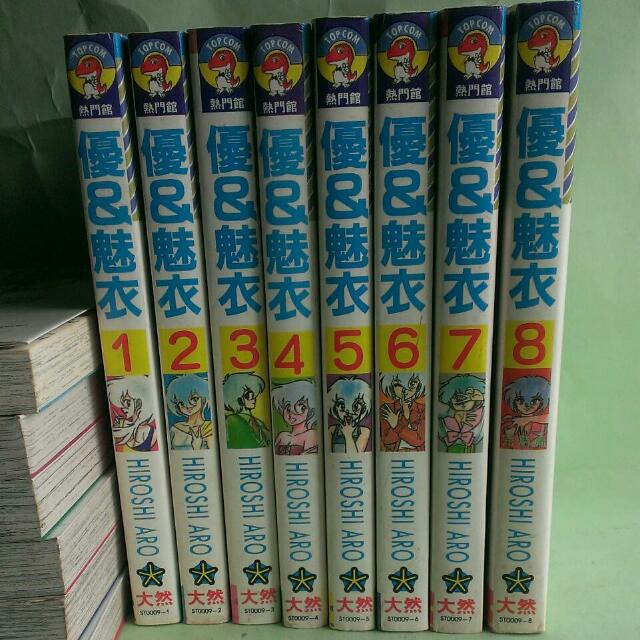 TOPCOM
熱門館
優&魅衣
1
HIROSHI ARO
大然
ST0009-1
TOPCOM
熱門館
優&魅衣
2
HIROSHI ARO
大然
ST0009-2
TOPCOM
熱門館
優&魅衣
3
HIROSHI ARO
大然
ST0009-3
TOPCOM
熱門館
優&魅衣
4
HIROSHI ARO
大然
ST0009-4
TOPCOM
熱門館
優&魅衣
5
HIROSHI ARO
大然
ST0009-5
TOPCOM
熱門館
優&魅衣
6
HIROSHI ARO
大然
ST0009-6
TOPCOM
熱門館
優&魅衣
7
HIROSHI ARO
大然
ST0009-7
TOPCOM
熱門館
優&魅衣
8
HIROSHI ARO
大然
ST0009-8